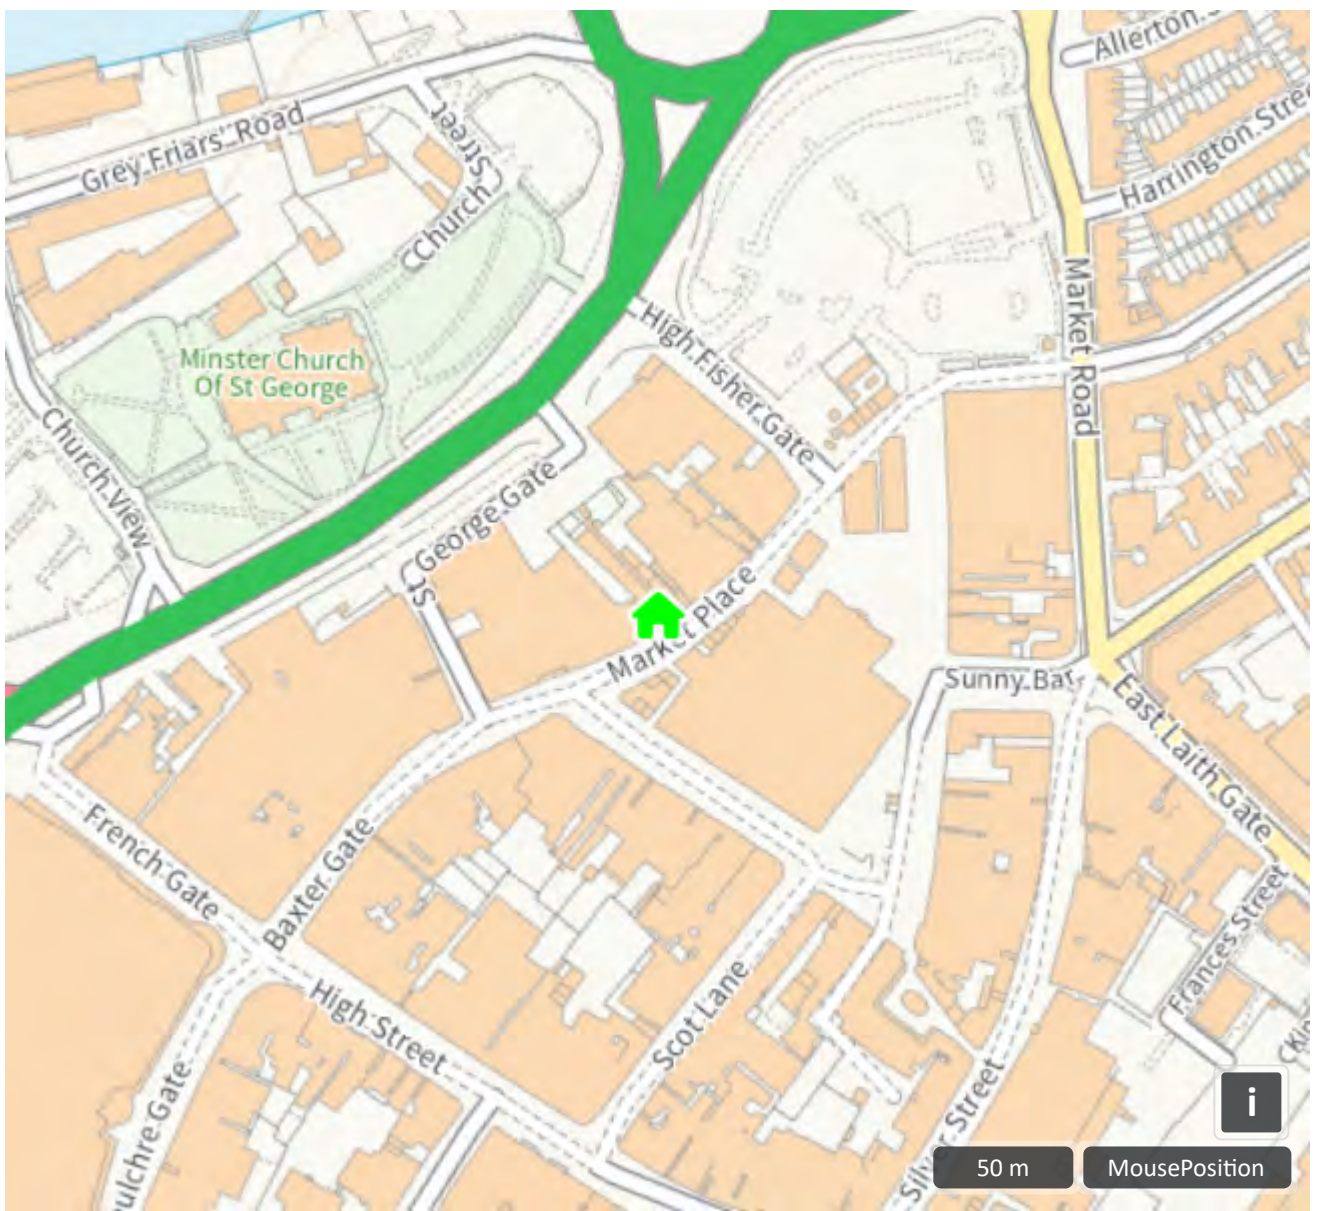 Allerton
Grey Friars' Road
Church Street
Harrington Street
High Fisher Gate
Market Road
Minster Church
Of St George
Church View
St George Gate
Market Place
Sunny Bar
East Laith Gate
French Gate
Baxter Gate
High Street
Scot Lane
Frances Street
Silver Street
ulchre Gate
i
50 m
MousePosition